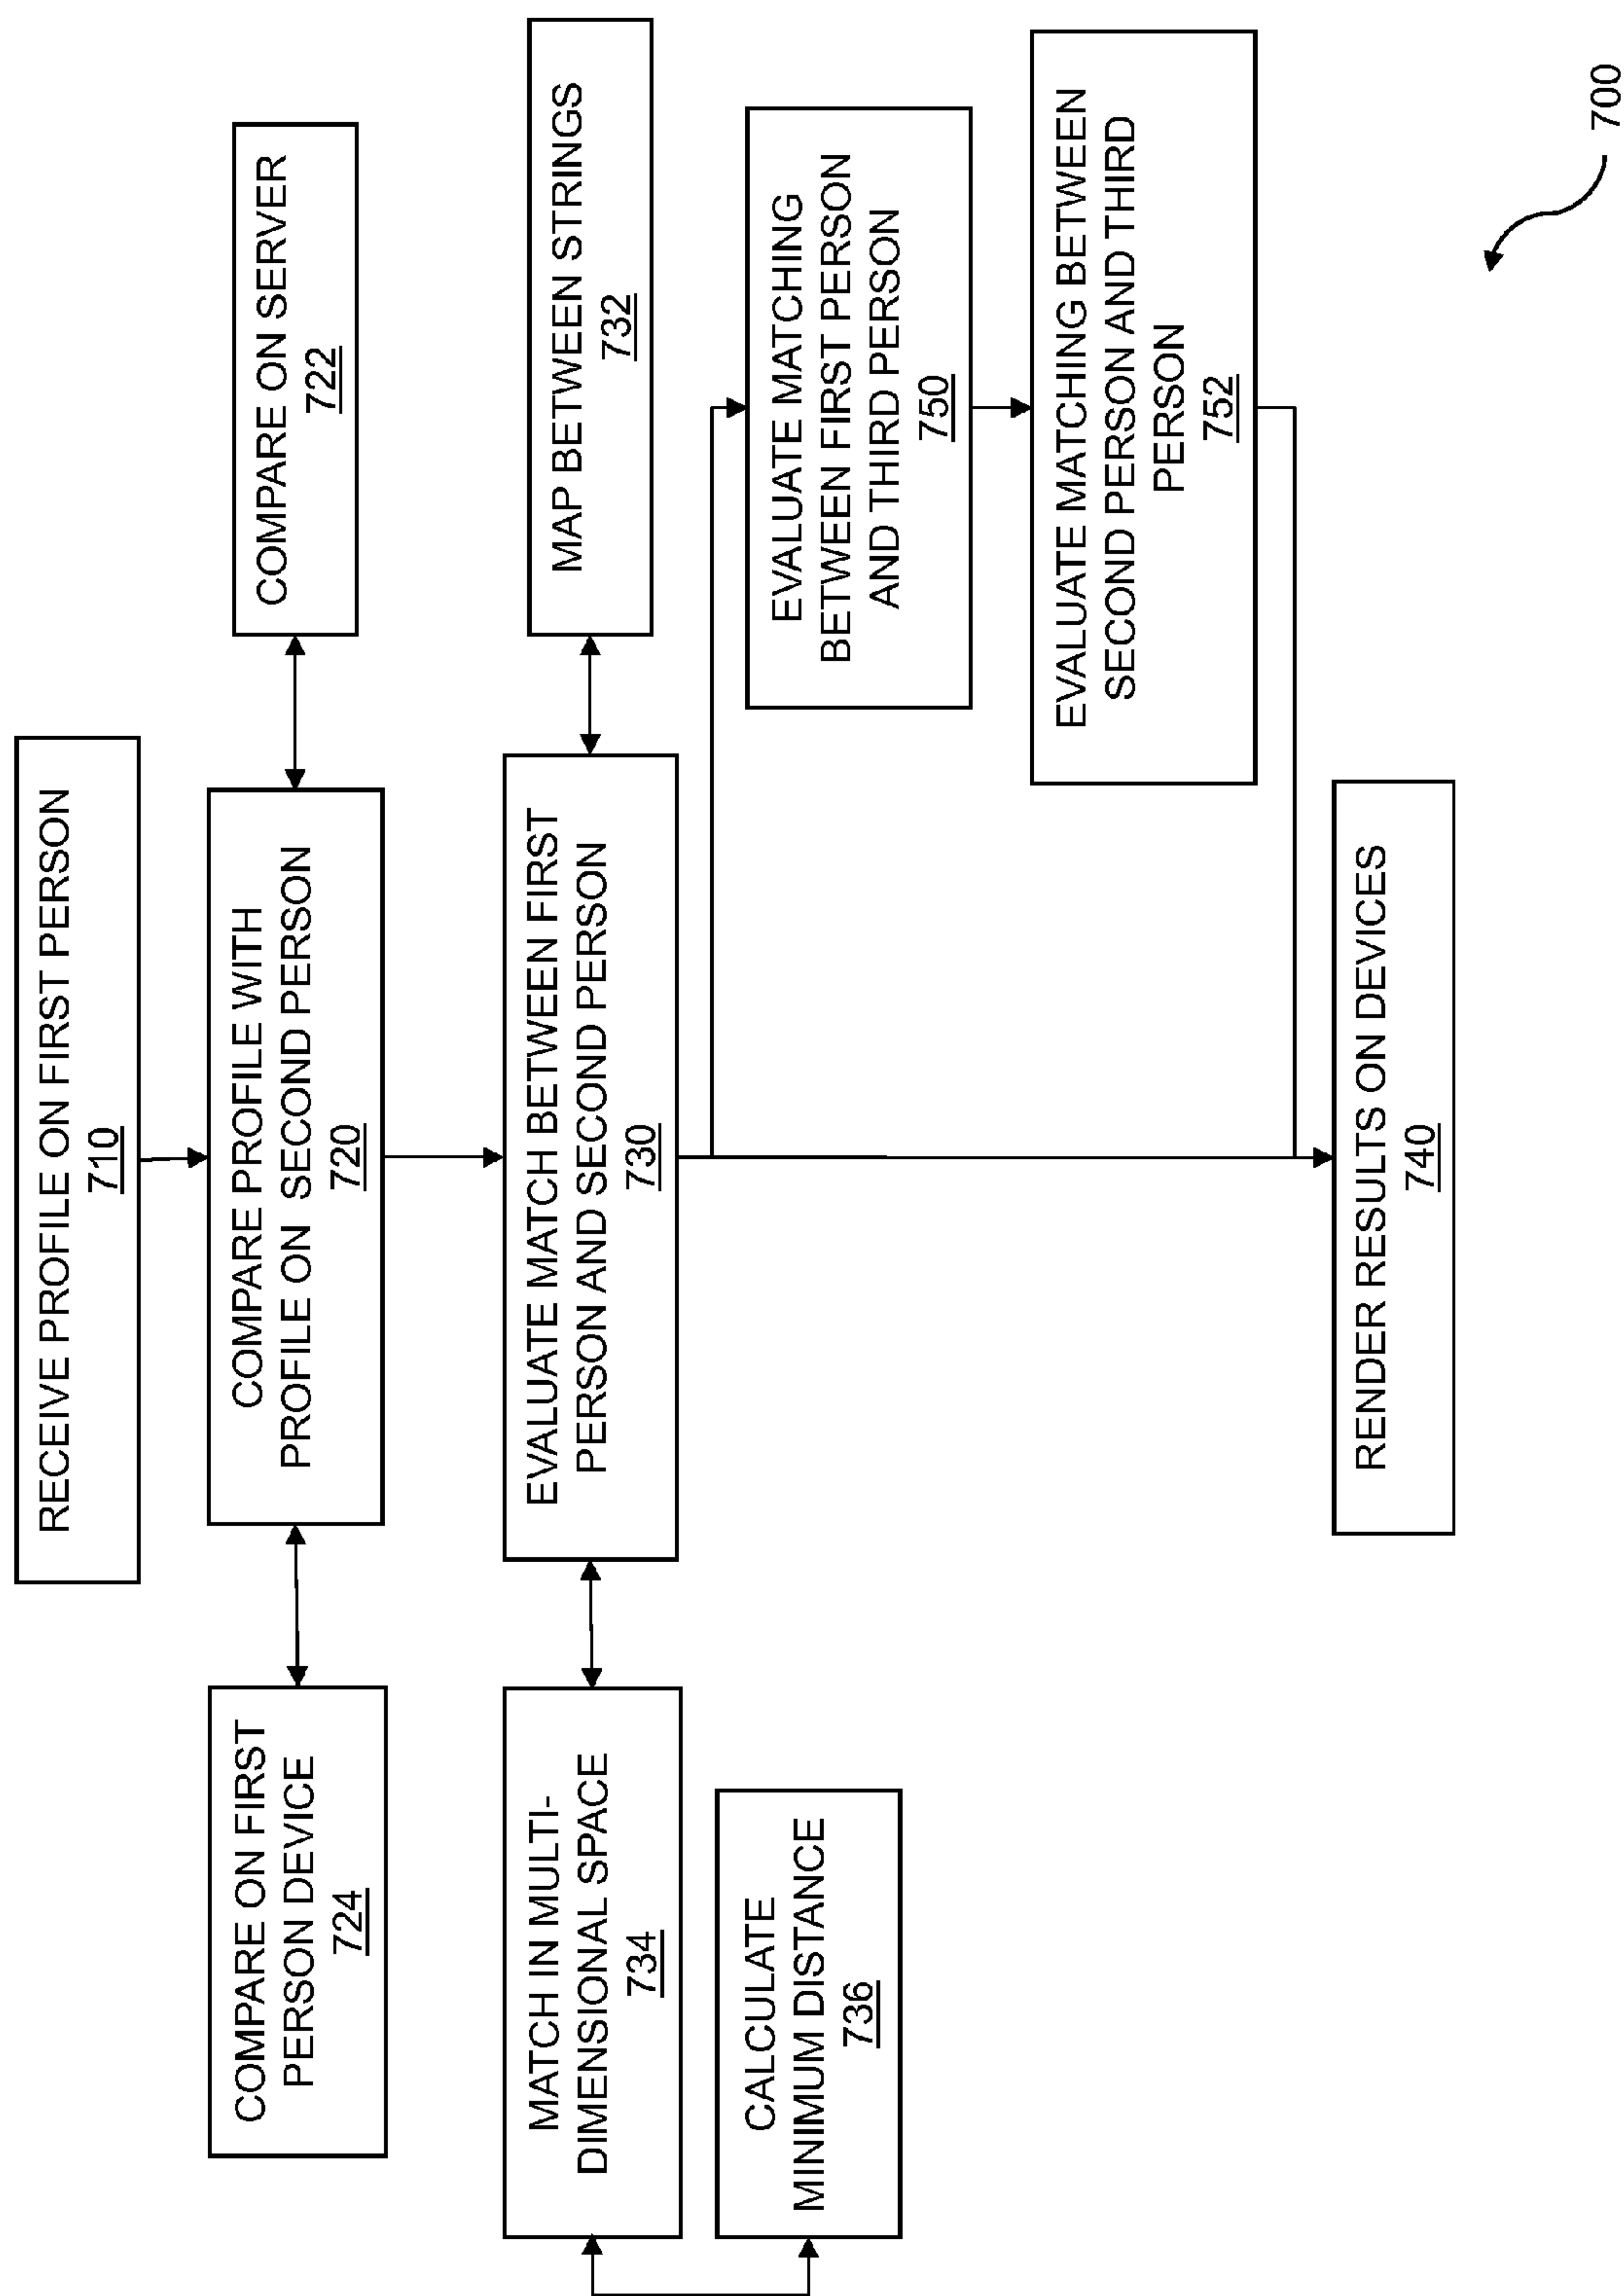 RECEIVE PROFILE ON FIRST PERSON
710
COMPARE ON FIRST
PERSON DEVICE
724
COMPARE PROFILE WITH
PROFILE ON SECOND PERSON
720
COMPARE ON SERVER
722
MATCH IN MULTI-
DIMENSIONAL SPACE
734
EVALUATE MATCH BETWEEN FIRST
PERSON AND SECOND PERSON
730
MAP BETWEEN STRINGS
732
CALCULATE
MINIMUM DISTANCE
736
EVALUATE MATCHING
BETWEEN FIRST PERSON
AND THIRD PERSON
750
EVALUATE MATCHING BETWEEN
SECOND PERSON AND THIRD
PERSON
752
RENDER RESULTS ON DEVICES
740
700